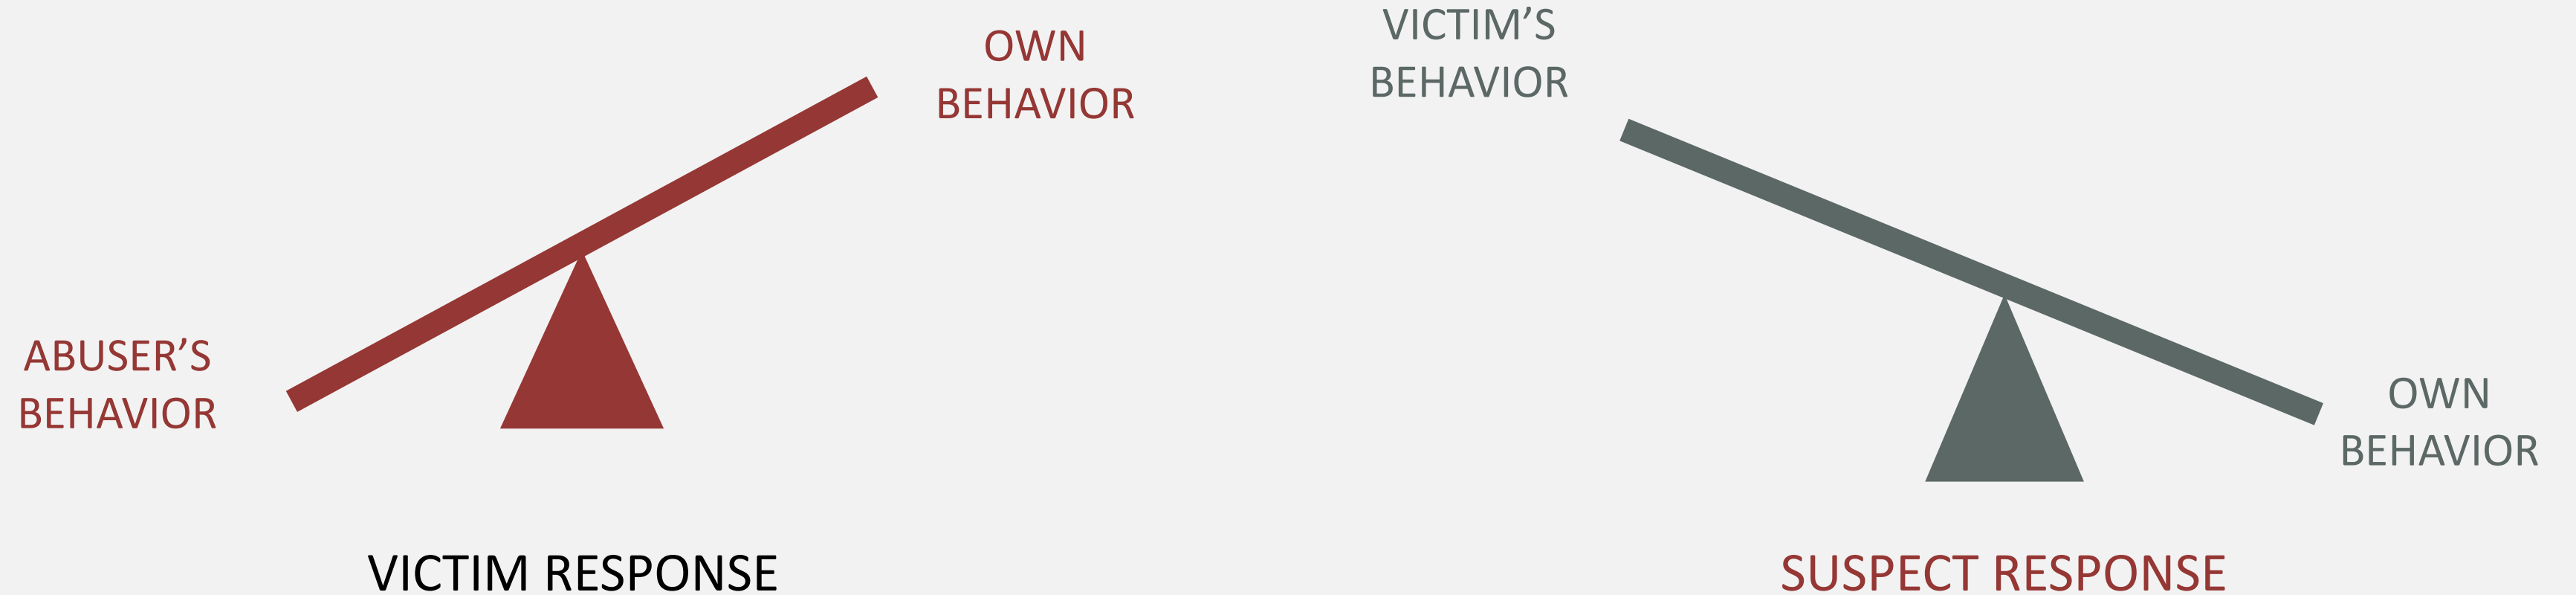 OWN
BEHAVIOR
ABUSER’S
BEHAVIOR
VICTIM RESPONSE
VICTIM’S
BEHAVIOR
OWN
BEHAVIOR
SUSPECT RESPONSE